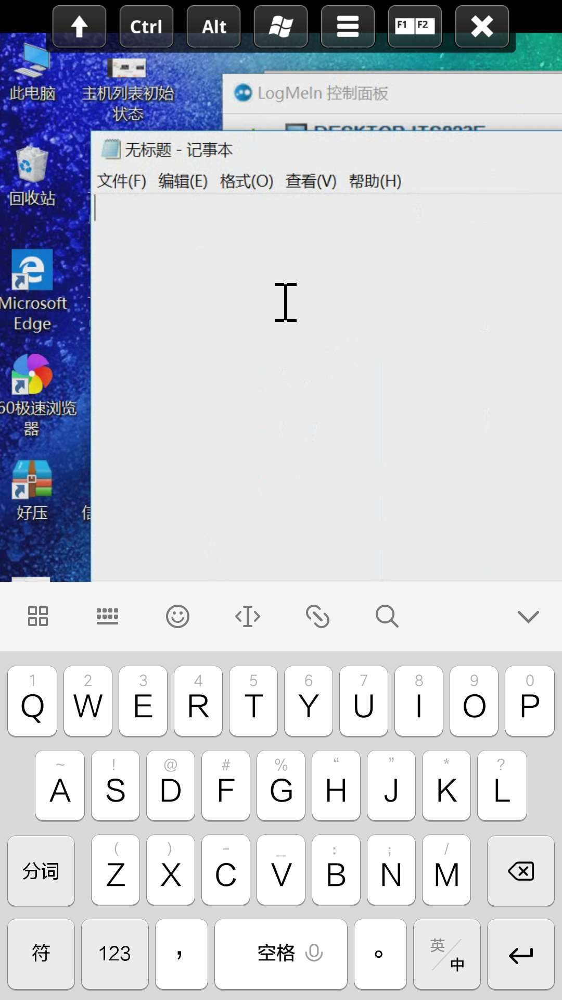 Ctrl
Alt
F1 F2
此电脑
主机列表初始
状态
LogMeIn 控制面板
无标题 - 记事本
文件(F) 编辑(E) 格式(O) 查看(V) 帮助(H)
回收站
Microsoft
Edge
60极速浏览
器
好压
1 2 3 4 5 6 7 8 9 0
Q W E R T Y U I O P
~ ! @ # % “ ” * ?
A S D F G H J K L
( ) - _ : ; /
分词 Z X C V B N M
符 123 ， 空格 。 英/中